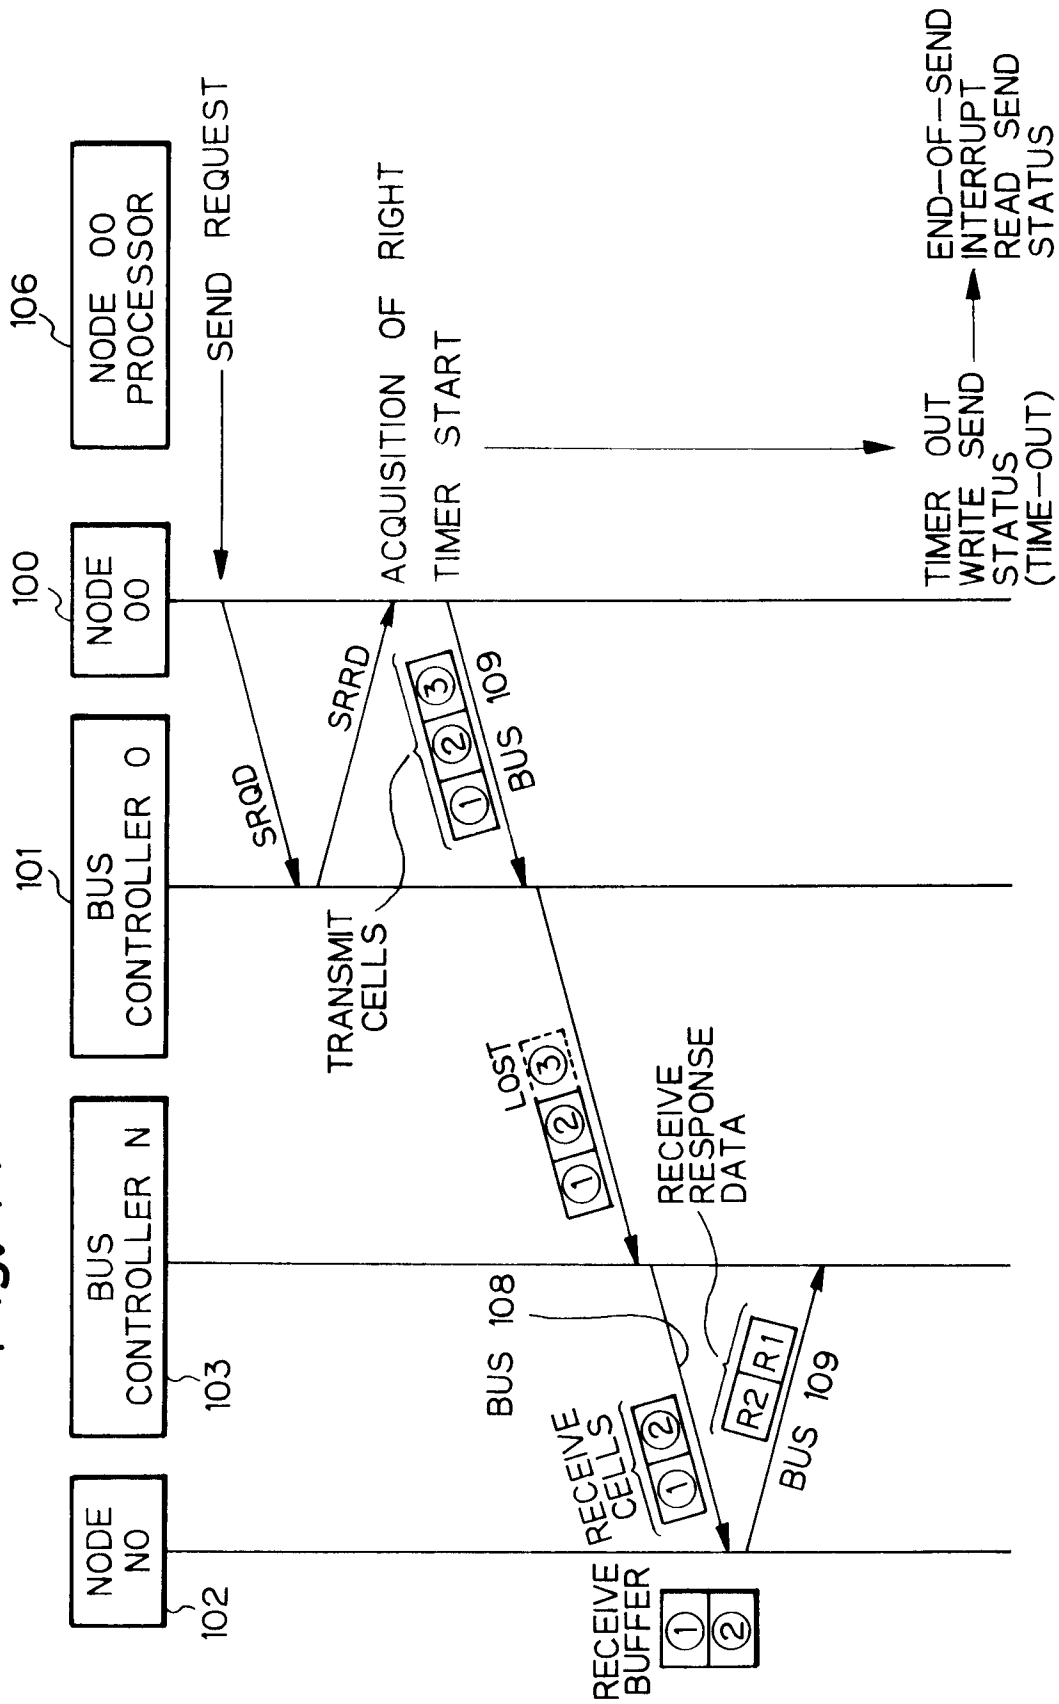 106
NODE 00
PROCESSOR
100
NODE
00
101
BUS
CONTROLLER 0
BUS
CONTROLLER N
103
NODE
N0
102
SEND REQUEST
SRQD
SRRD
ACQUISITION OF RIGHT
TIMER START
TRANSMIT
CELLS
① ② ③
BUS 109
LOST
① ② ③
BUS 108
RECEIVE
CELLS
① ②
RECEIVE
RESPONSE
DATA
R2 R1
BUS 109
RECEIVE
BUFFER
①
②
TIMER OUT
WRITE SEND
STATUS
(TIME-OUT)
END-OF-SEND
INTERRUPT
READ SEND
STATUS